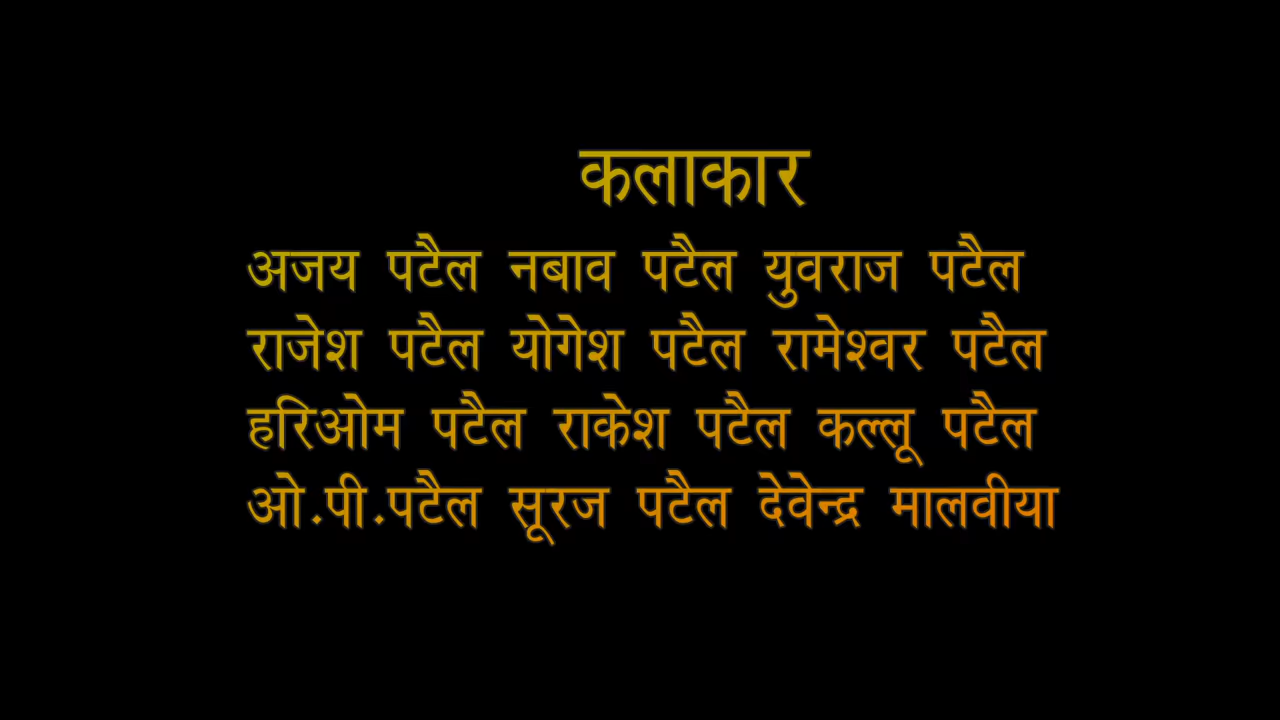 कलाकार
अजय पटैल नबाव पटैल युवराज पटैल
राजेश पटैल योगेश पटैल रामेश्वर पटैल
हरिओम पटैल राकेश पटैल कल्लू पटैल
ओ.पी.पटैल सूरज पटैल देवेन्द्र मालवीया